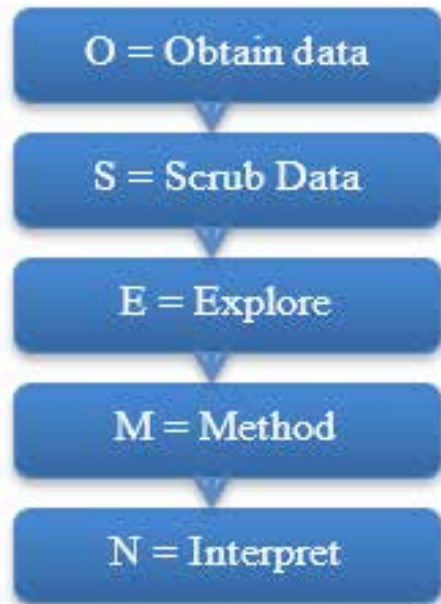 O = Obtain data
S = Scrub Data
E = Explore
M = Method
N = Interpret